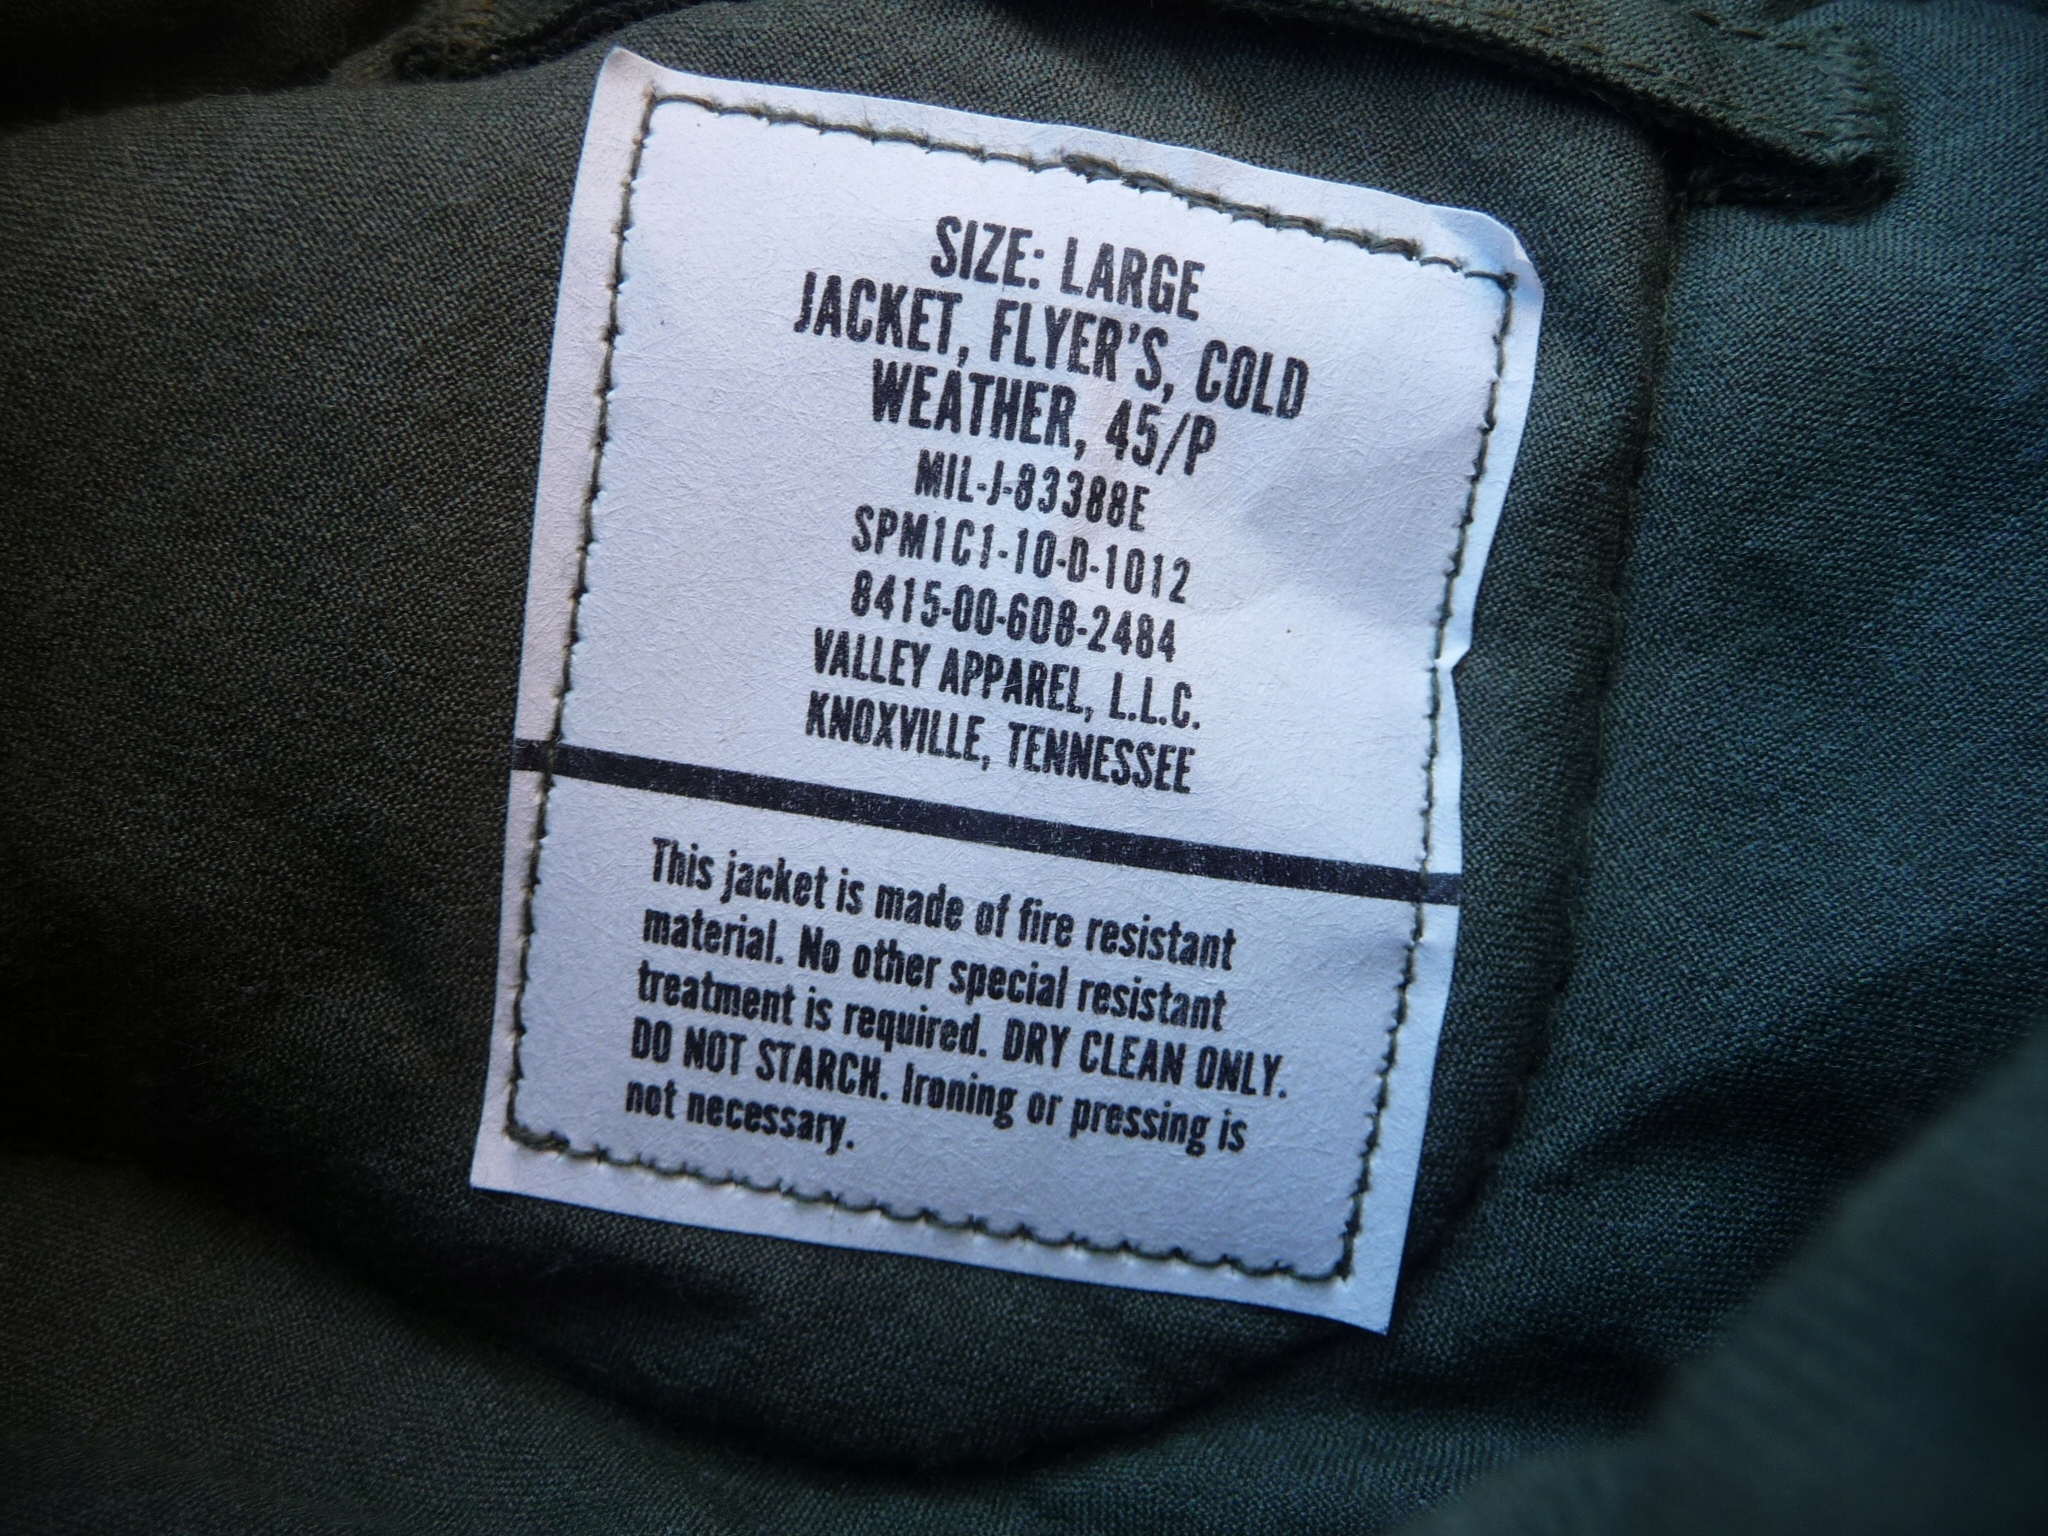 SIZE: LARGE
JACKET, FLYER'S, COLD
WEATHER, 45/P
MIL-J-83388E
SPM1C1-10-D-1012
8415-00-608-2484
VALLEY APPAREL, L.L.C.
KNOXVILLE, TENNESSEE
This jacket is made of fire resistant
material. No other special resistant
treatment is required. DRY CLEAN ONLY.
DO NOT STARCH. Ironing or pressing is
not necessary.